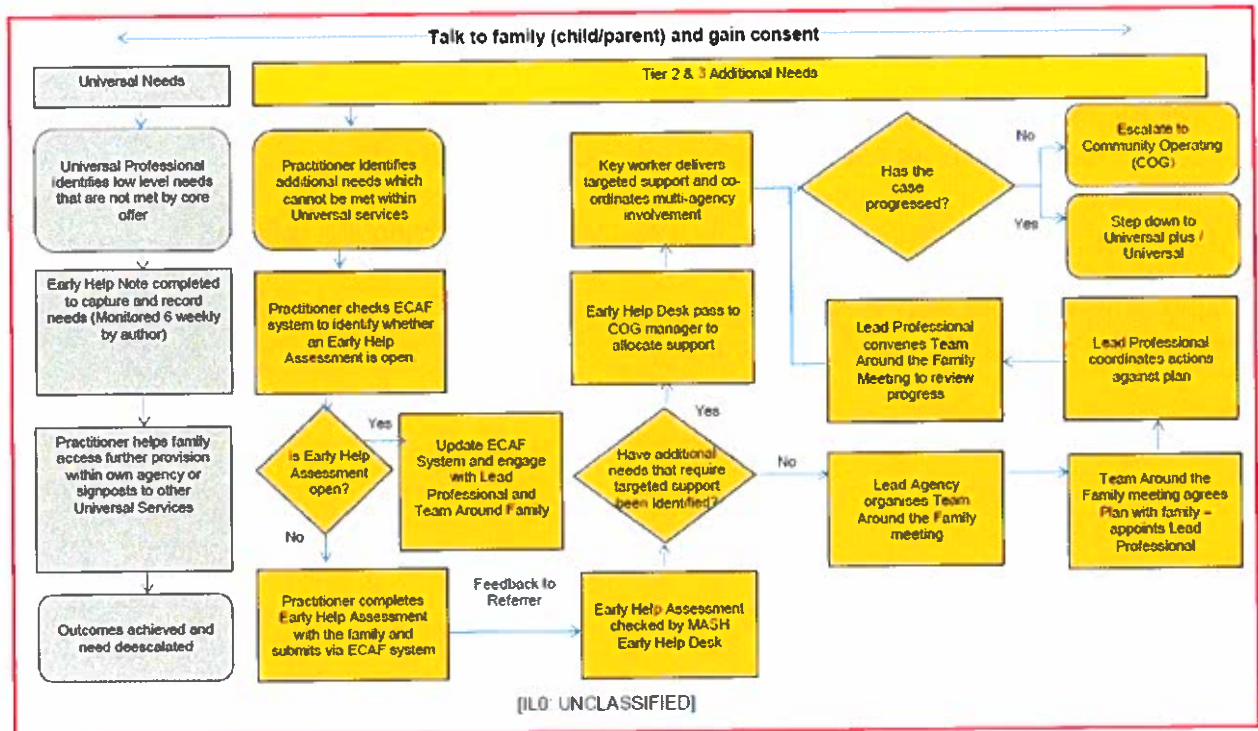 Talk to family (child/parent) and gain consent
Universal Needs
Tier 2 & 3 Additional Needs
Universal Professional
identifies low level needs
that are not met by core
offer
Early Help Note completed
to capture and record
needs (Monitored 6 weekly
by author)
Practitioner helps family
access further provision
within own agency or
signposts to other
Universal Services
Outcomes achieved and
need deescalated
Practitioner identifies
additional needs which
cannot be met within
Universal services
Practitioner checks ECAF
system to identify whether
an Early Help
Assessment is open
Is Early Help
Assessment
open?
Yes
Update ECAF
System and engage
with Lead
Professional and
Team Around Family
No
Practitioner completes
Early Help Assessment
with the family and
submits via ECAF system
Feedback to
Referrer
Early Help Assessment
checked by MASH
Early Help Desk
Have additional
needs that require
targeted support
been identified?
Yes
Early Help Desk pass to
COG manager to
allocate support
Key worker delivers
targeted support and co-
ordinates multi-agency
involvement
No
Lead Agency
organises Team
Around the Family
meeting
Team Around the
Family meeting agrees
Plan with family –
appoints Lead
Professional
Lead Professional
coordinates actions
against plan
Lead Professional
convenes Team
Around the Family
Meeting to review
progress
Has the
case
progressed?
No
Escalate to
Community Operating
(COG)
Yes
Step down to
Universal plus /
Universal
[IL0: UNCLASSIFIED]